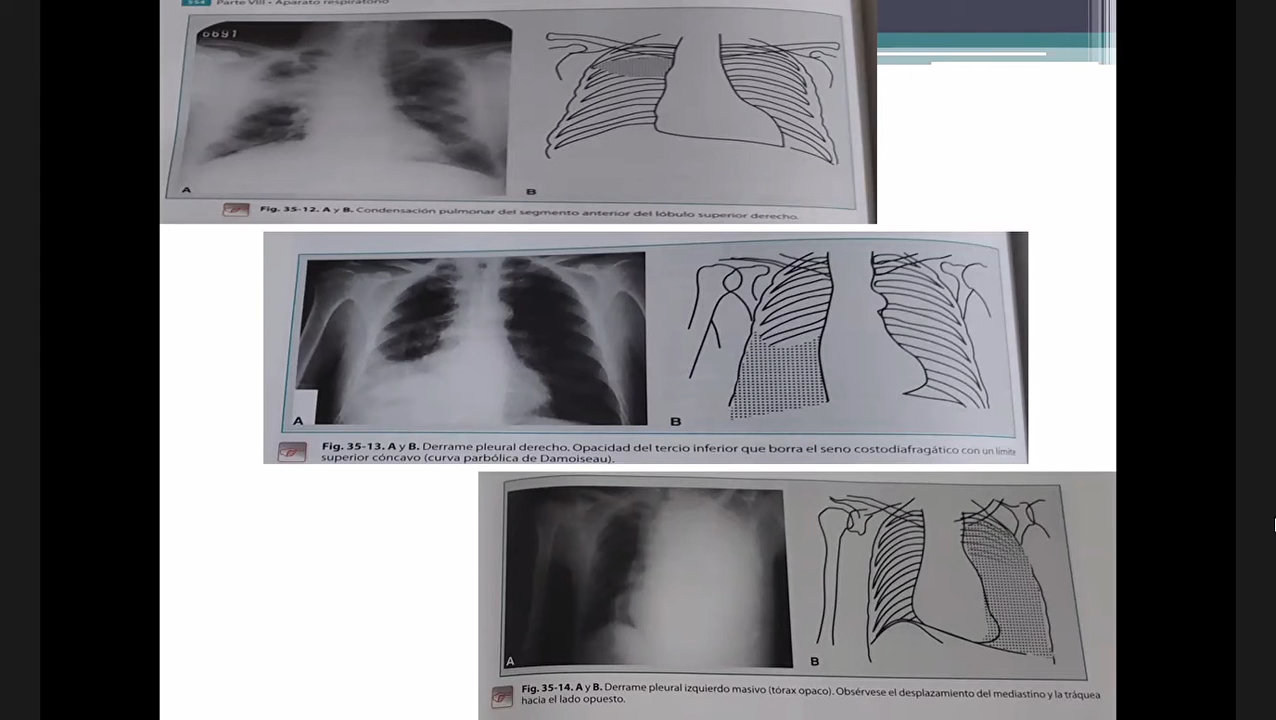 554 Parte VIII • Aparato respiratorio
0691
A
B
Fig. 35-12. A y B. Condensación pulmonar del segmento anterior del lóbulo superior derecho.
A
B
Fig. 35-13. A y B. Derrame pleural derecho. Opacidad del tercio inferior que borra el seno costodiafragático con un límite
superior cóncavo (curva parbólica de Damoiseau).
A
B
Fig. 35-14. A y B. Derrame pleural izquierdo masivo (tórax opaco). Obsérvese el desplazamiento del mediastino y la tráquea
hacia el lado opuesto.